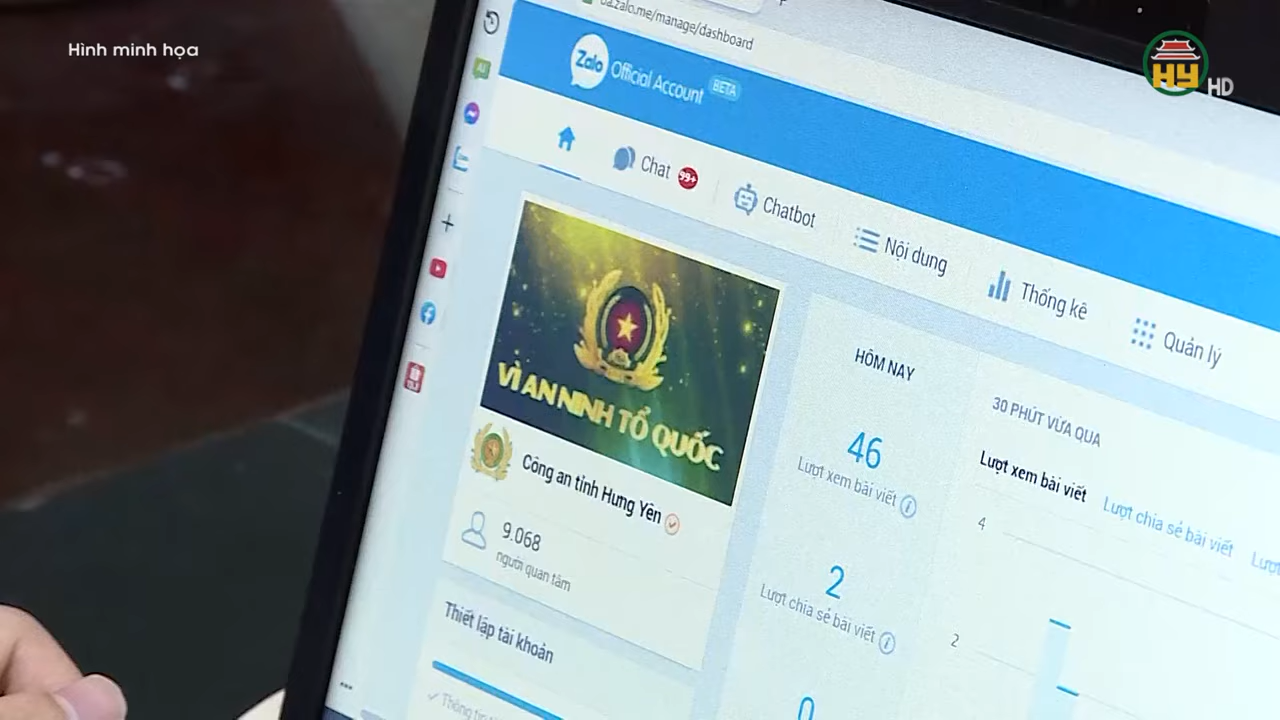 Hình minh họa
HY HD
oa.zalo.me/manage/dashboard
Zalo Official Account BETA
Chat 99+
Chatbot
Nội dung
Thống kê
Quản lý
VÌ AN NINH TỔ QUỐC
Công an tỉnh Hưng Yên
9.068
người quan tâm
Thiết lập tài khoản
HÔM NAY
46
Lượt xem bài viết
2
Lượt chia sẻ bài viết
0
30 PHÚT VỪA QUA
Lượt xem bài viết
Lượt chia sẻ bài viết
4
2